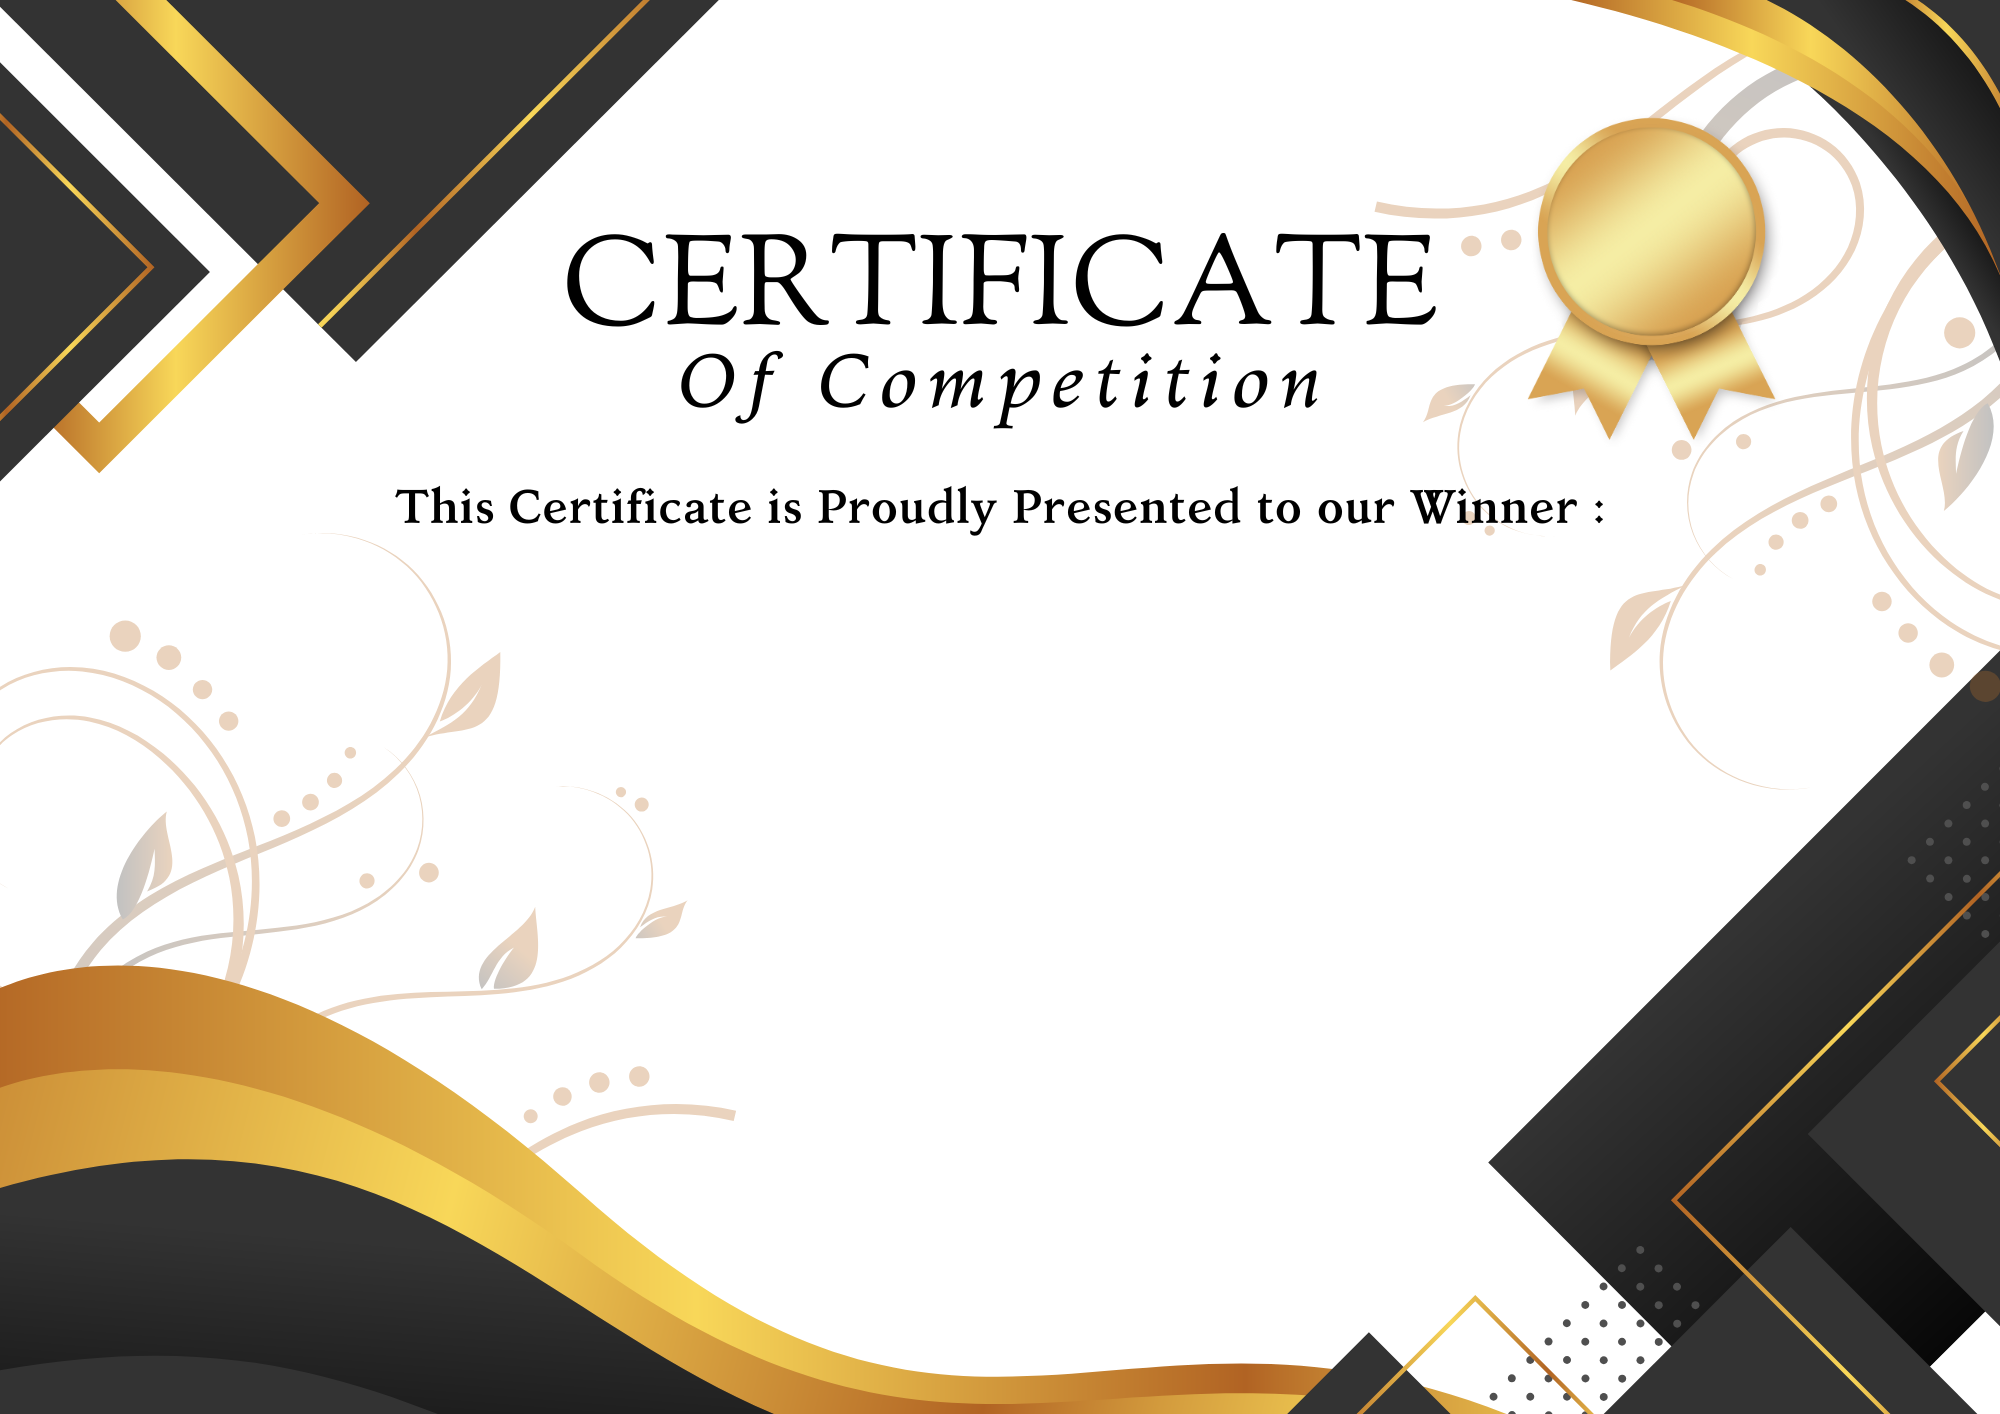 CERTIFICATE
Of Competition
This Certificate is Proudly Presented to our Winner :